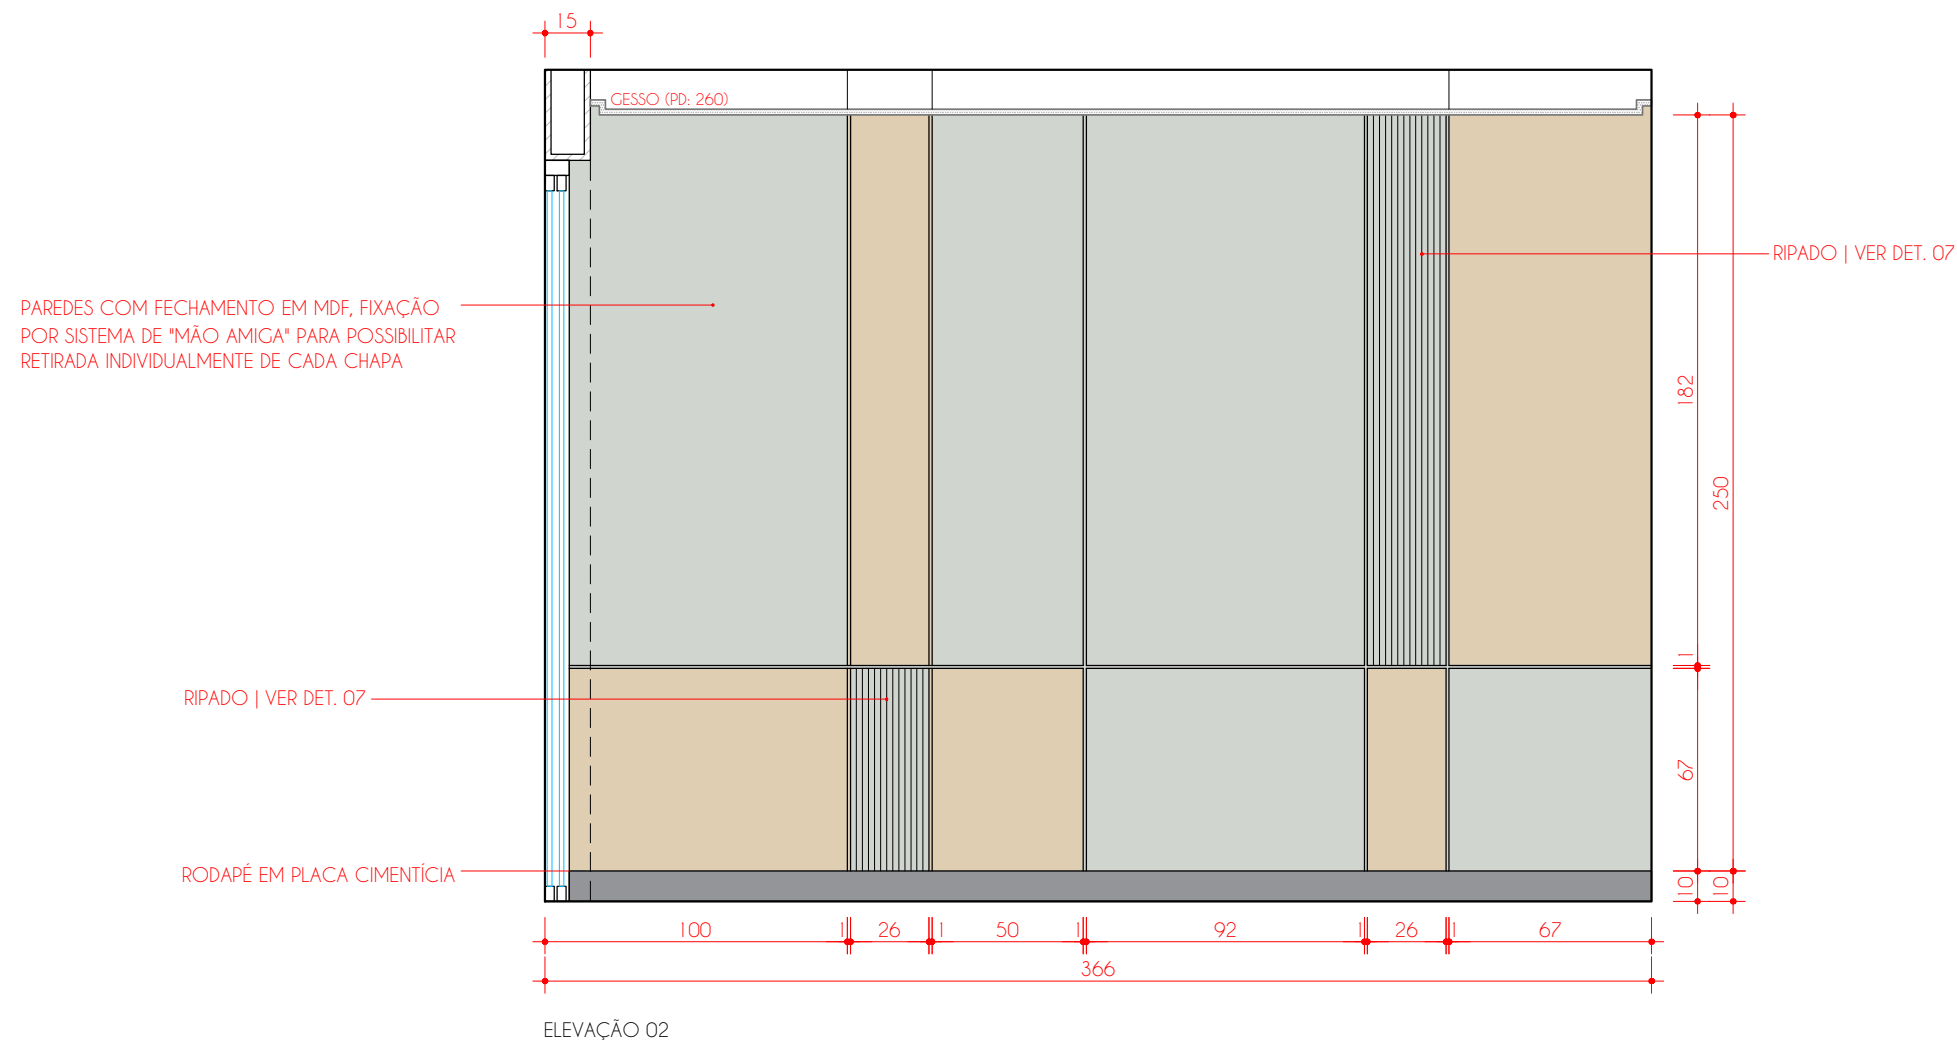 15
GESSO (PD: 260)
RIPADO | VER DET. 07
PAREDES COM FECHAMENTO EM MDF, FIXAÇÃO
POR SISTEMA DE "MÃO AMIGA" PARA POSSIBILITAR
RETIRADA INDIVIDUALMENTE DE CADA CHAPA
182
250
1
RIPADO | VER DET. 07
67
RODAPÉ EM PLACA CIMENTÍCIA
10
10
100 1 26 1 50 1 92 1 26 1 67
366
ELEVAÇÃO 02